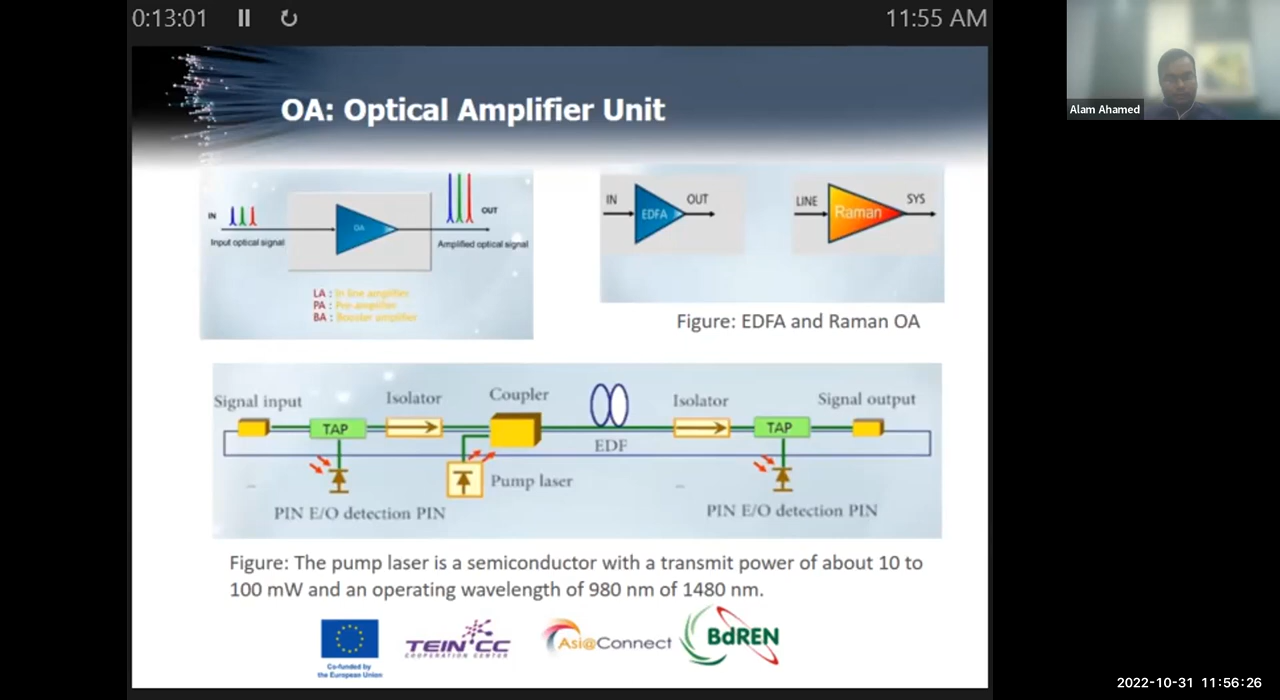 0:13:01
11:55 AM
Alam Ahamed
OA: Optical Amplifier Unit
IN
OUT
OA
Input optical signal
Amplified optical signal
LA : In line amplifier
PA : Pre amplifier
BA : Booster amplifier
IN
OUT
EDFA
LINE
SYS
Raman
Figure: EDFA and Raman OA
Signal input
Isolator
Coupler
Isolator
Signal output
TAP
TAP
EDF
Pump laser
PIN E/O detection PIN
PIN E/O detection PIN
Figure: The pump laser is a semiconductor with a transmit power of about 10 to
100 mW and an operating wavelength of 980 nm of 1480 nm.
Co-funded by
the European Union
TEIN*CC
COOPERATION CENTER
Asi@Connect
BdREN
2022-10-31 11:56:26